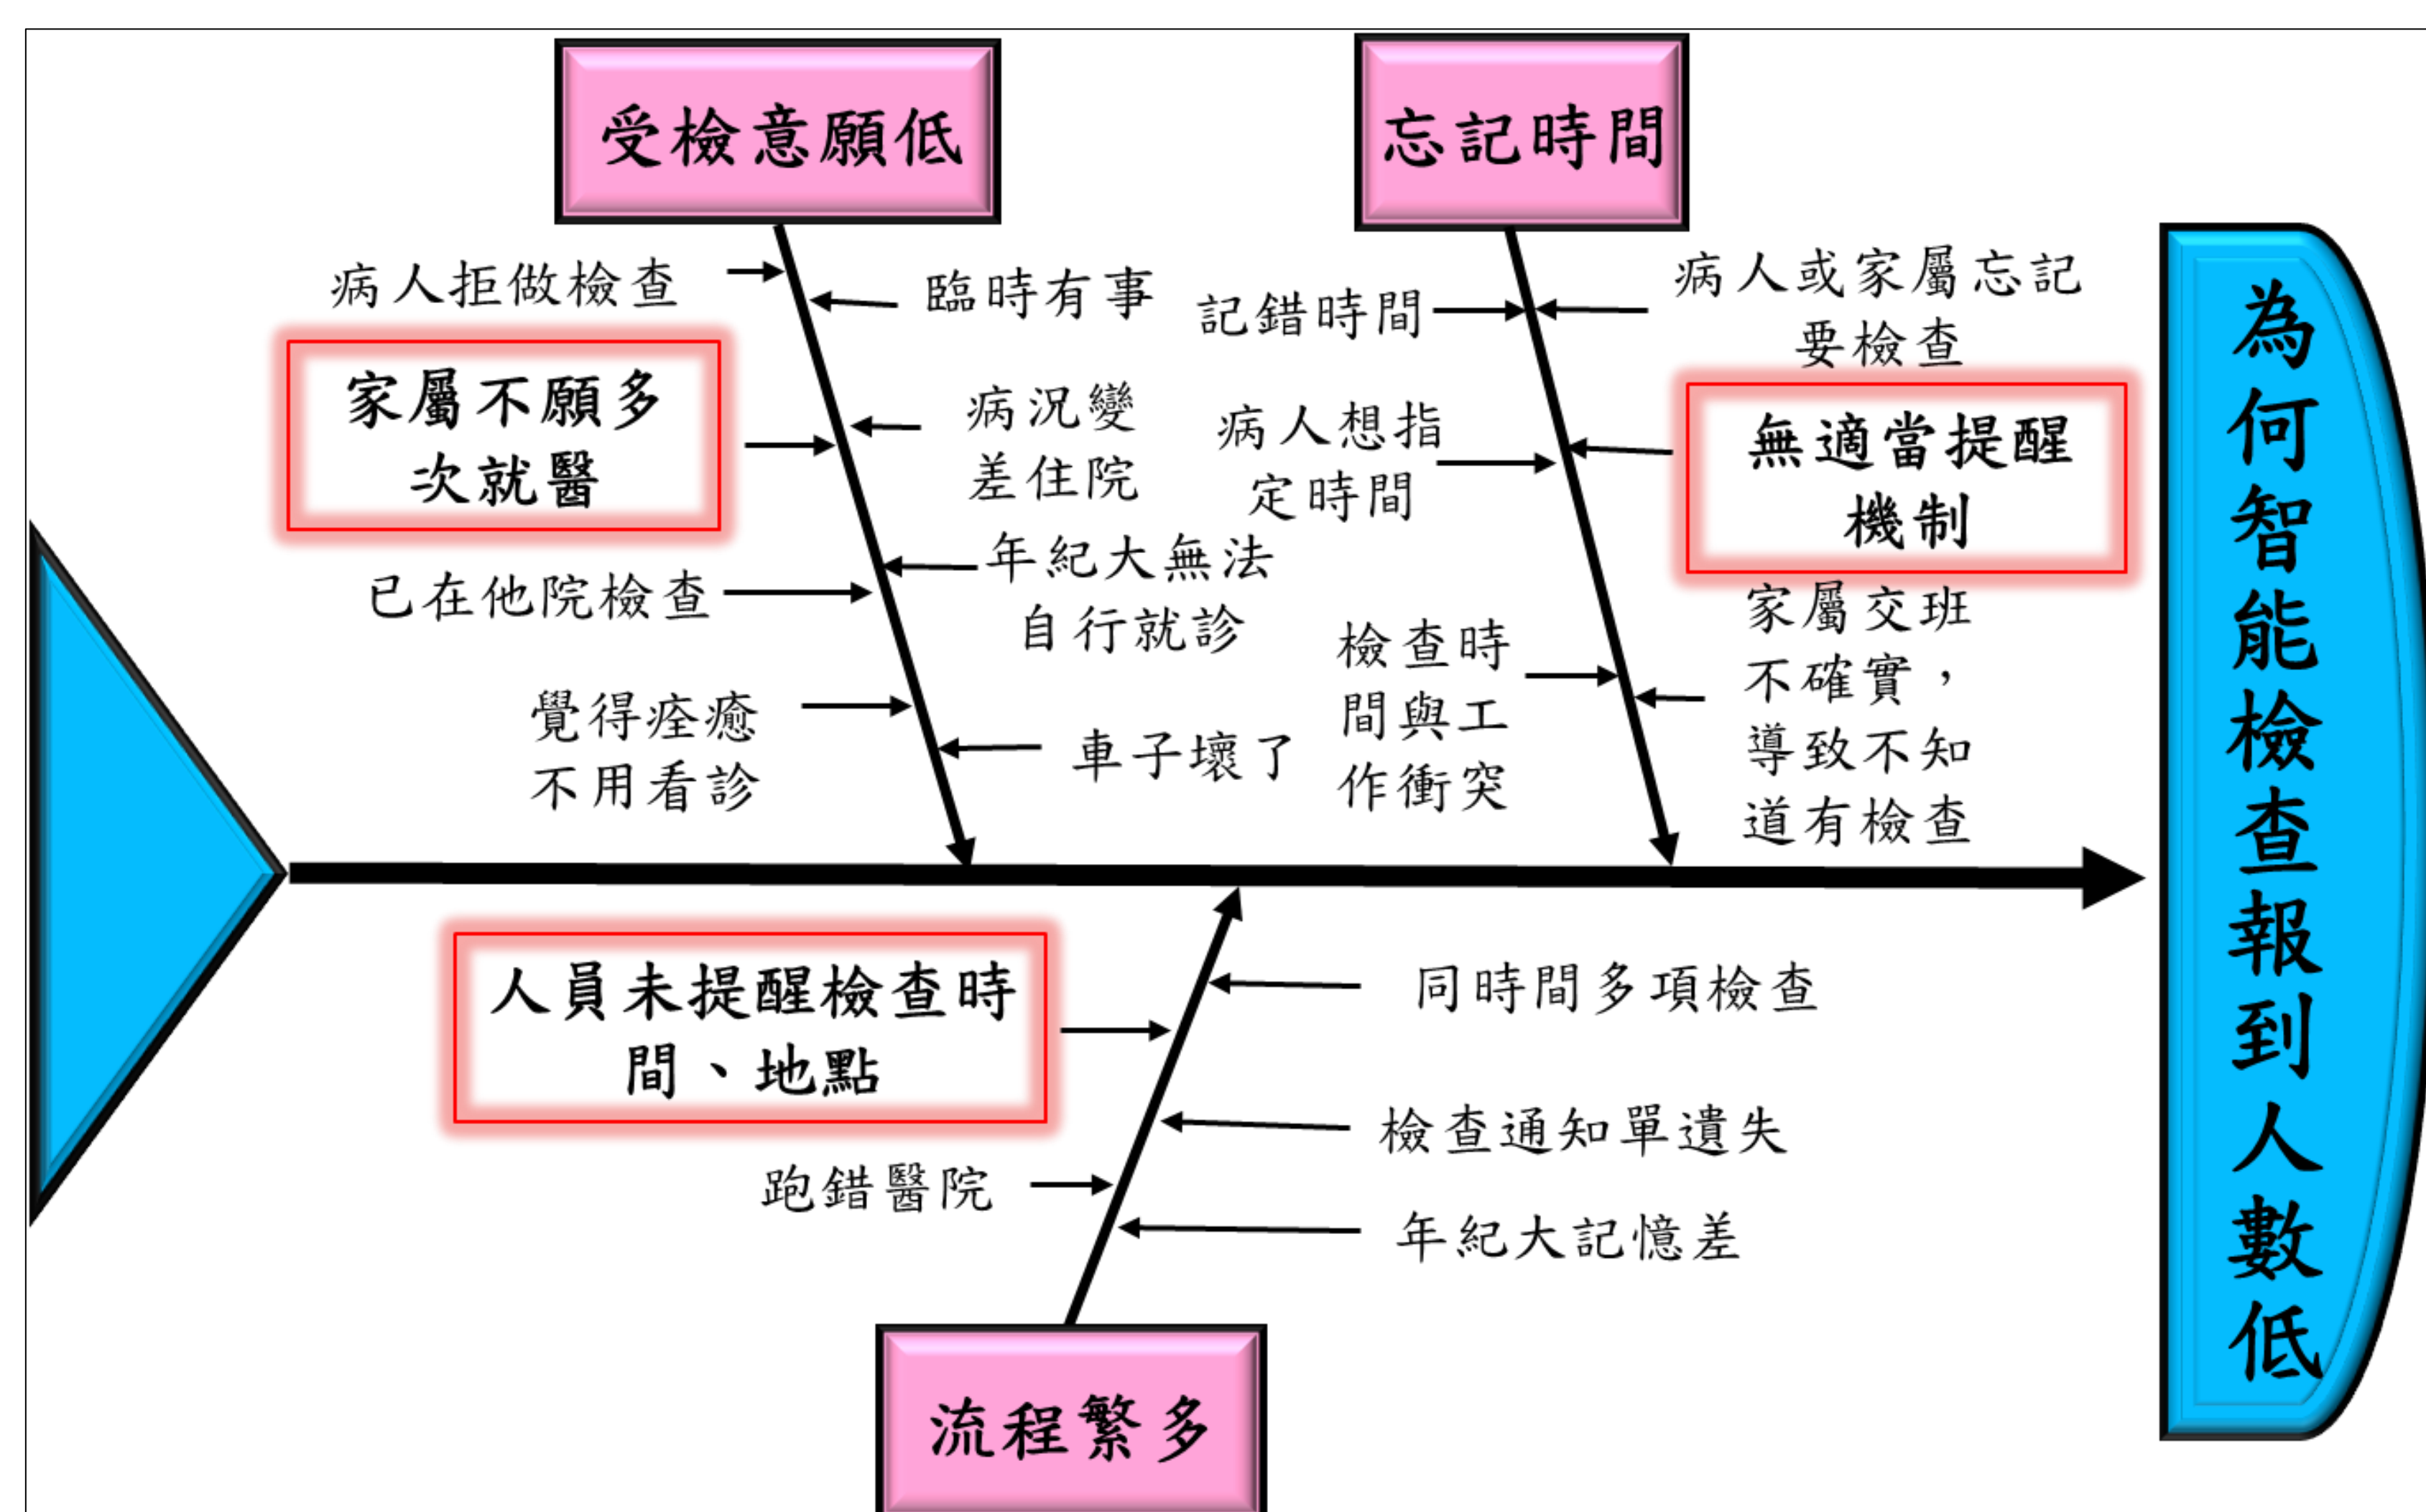 受檢意願低
病人拒做檢查
臨時有事
家屬不願多
次就醫
病況變
差住院
已在他院檢查
年紀大無法
自行就診
覺得痊癒
不用看診
車子壞了
忘記時間
記錯時間
病人或家屬忘記
要檢查
病人想指
定時間
無適當提醒
機制
檢查時
間與工
作衝突
家屬交班
不確實，
導致不知
道有檢查
人員未提醒檢查時
間、地點
同時間多項檢查
檢查通知單遺失
跑錯醫院
年紀大記憶差
流程繁多
為何智能檢查報到人數低